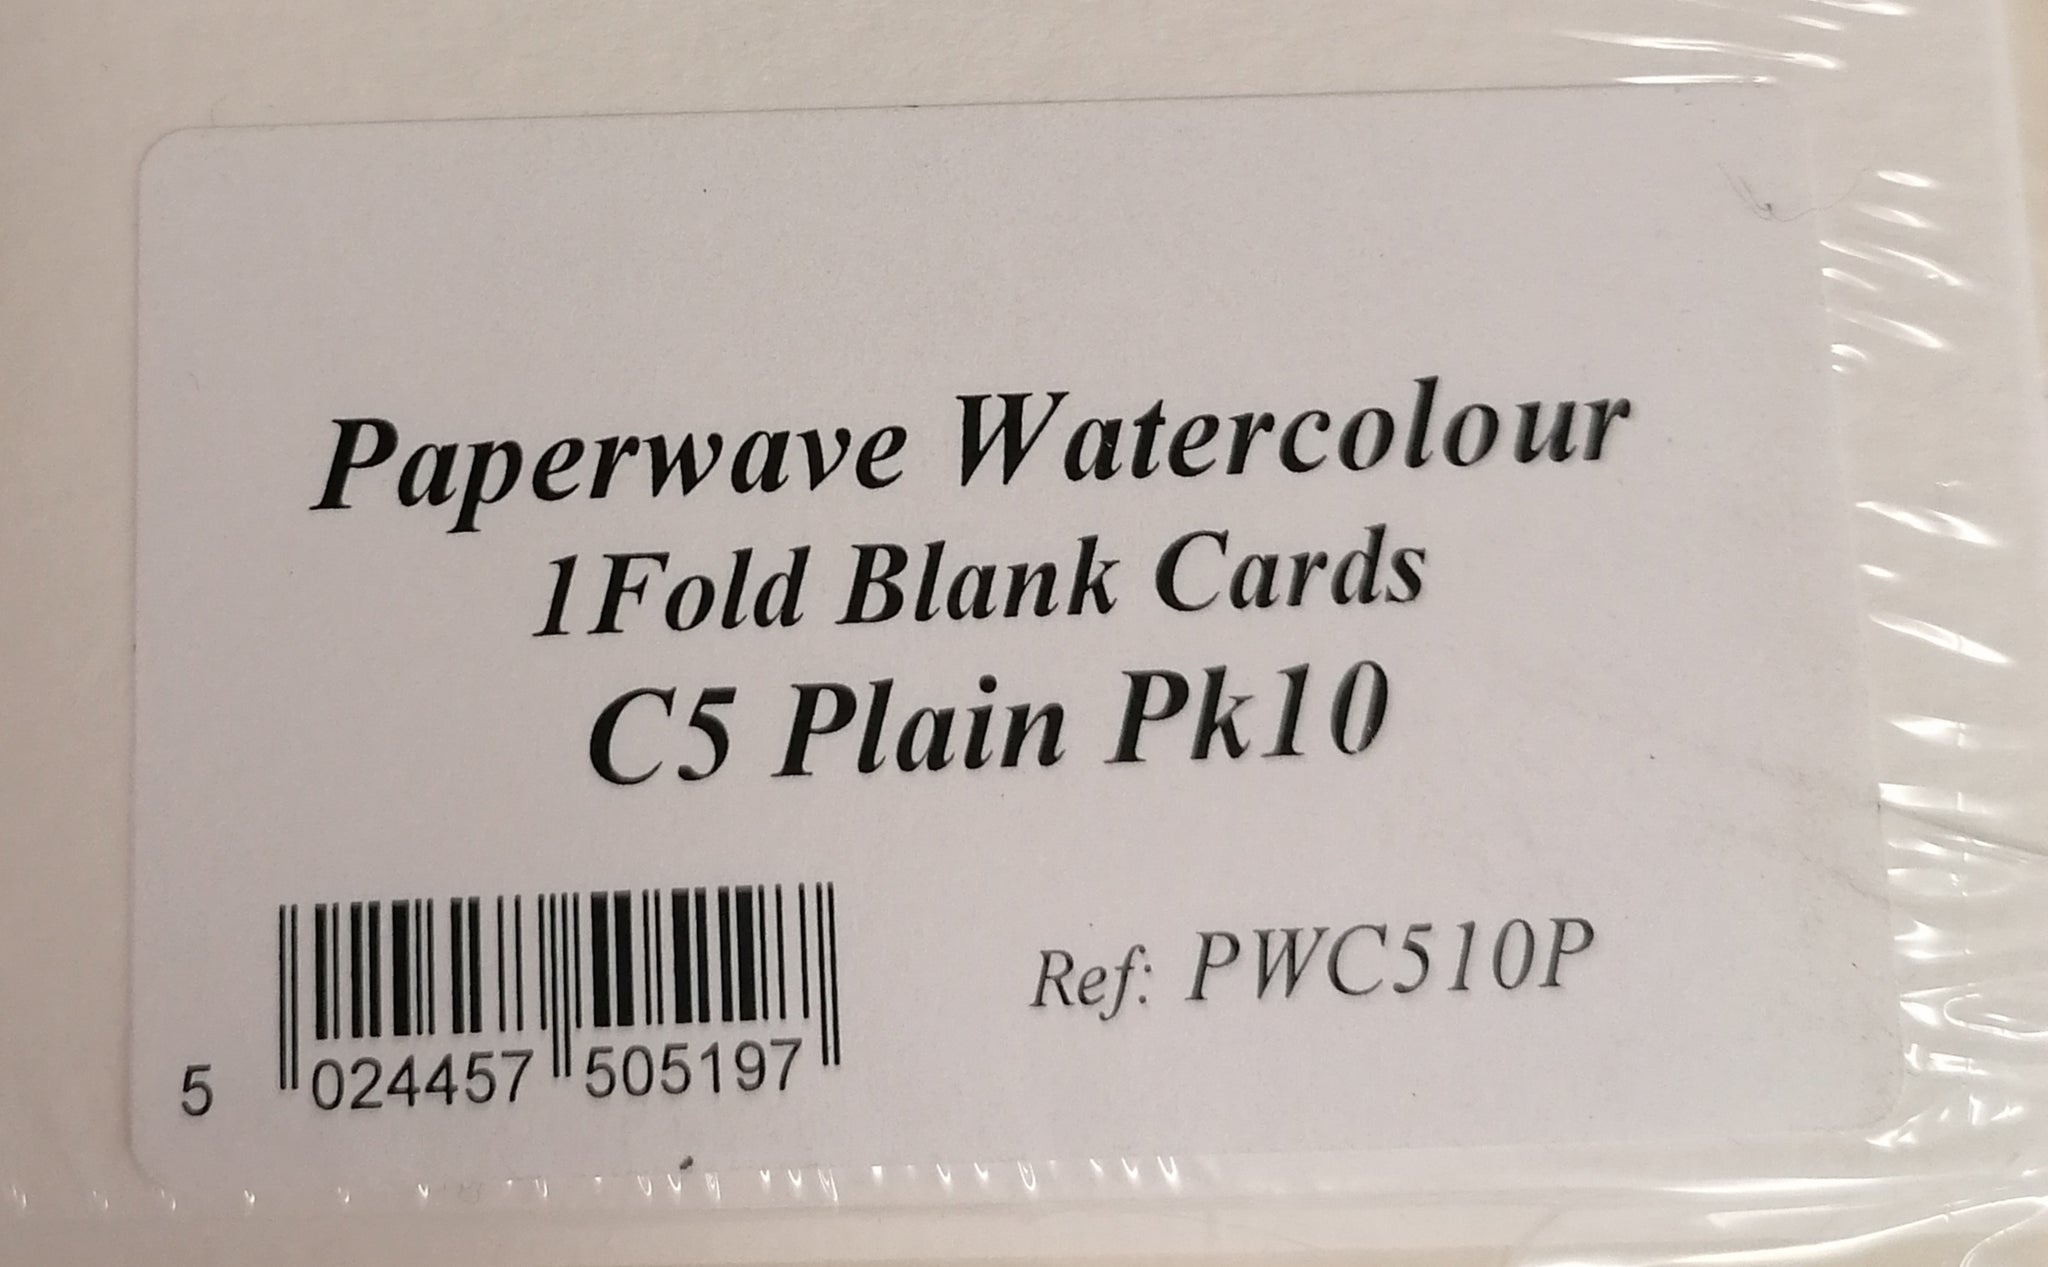 Paperwave Watercolour
1Fold Blank Cards
C5 Plain Pk10
Ref: PWC510P
5 024457 505197